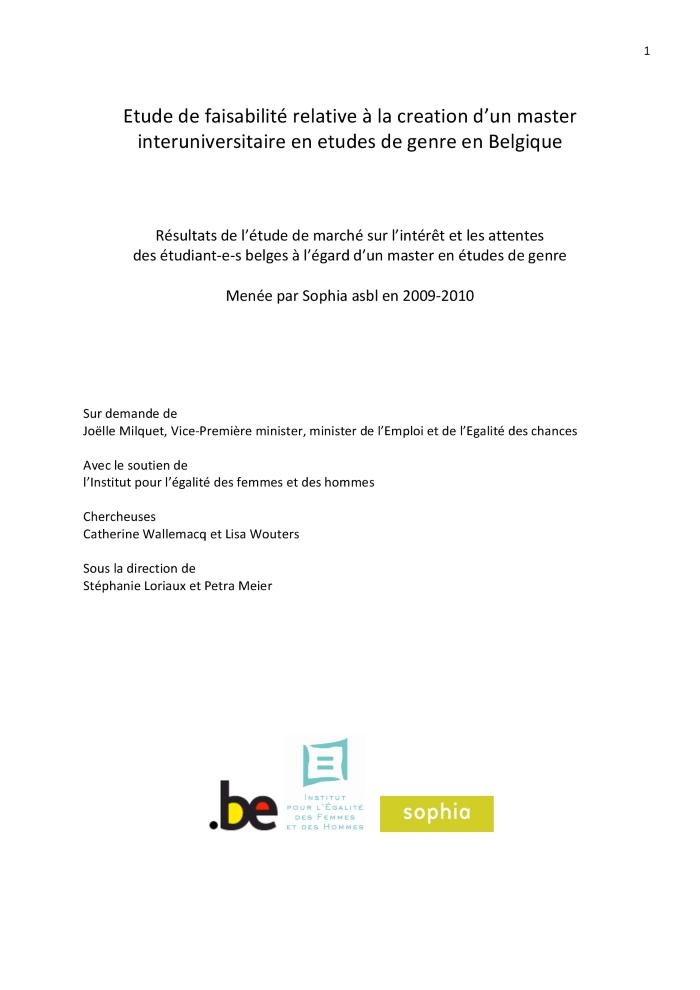 1
Etude de faisabilité relative à la creation d’un master
interuniversitaire en etudes de genre en Belgique
Résultats de l’étude de marché sur l’intérêt et les attentes
des étudiant-e-s belges à l’égard d’un master en études de genre
Menée par Sophia asbl en 2009-2010
Sur demande de
Joëlle Milquet, Vice-Première minister, minister de l’Emploi et de l’Egalité des chances
Avec le soutien de
l’Institut pour l’égalité des femmes et des hommes
Chercheuses
Catherine Wallemacq et Lisa Wouters
Sous la direction de
Stéphanie Loriaux et Petra Meier
.be
INSTITUT
POUR L’ÉGALITÉ
DES FEMMES
ET DES HOMMES
sophia